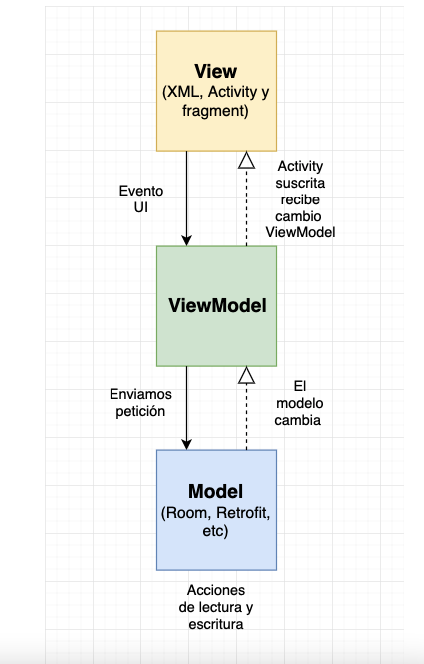 View
(XML, Activity y
fragment)
Evento
UI
Activity
suscrita
recibe
cambio
ViewModel
ViewModel
Enviamos
petición
El
modelo
cambia
Model
(Room, Retrofit,
etc)
Acciones
de lectura y
escritura